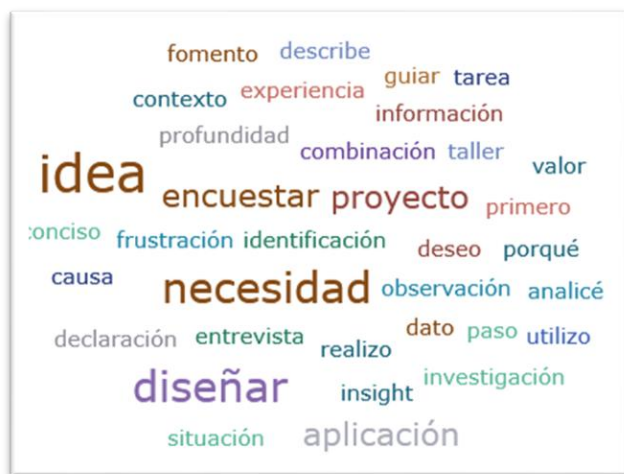 fomento describe
guiar tarea
contexto experiencia
información
profundidad
combinación taller
valor
idea
encuestar proyecto primero
conciso frustración identificación deseo porqué
causa
necesidad observación analicé
declaración entrevista dato paso utilizo
realizo
diseñar insight investigación
situación aplicación